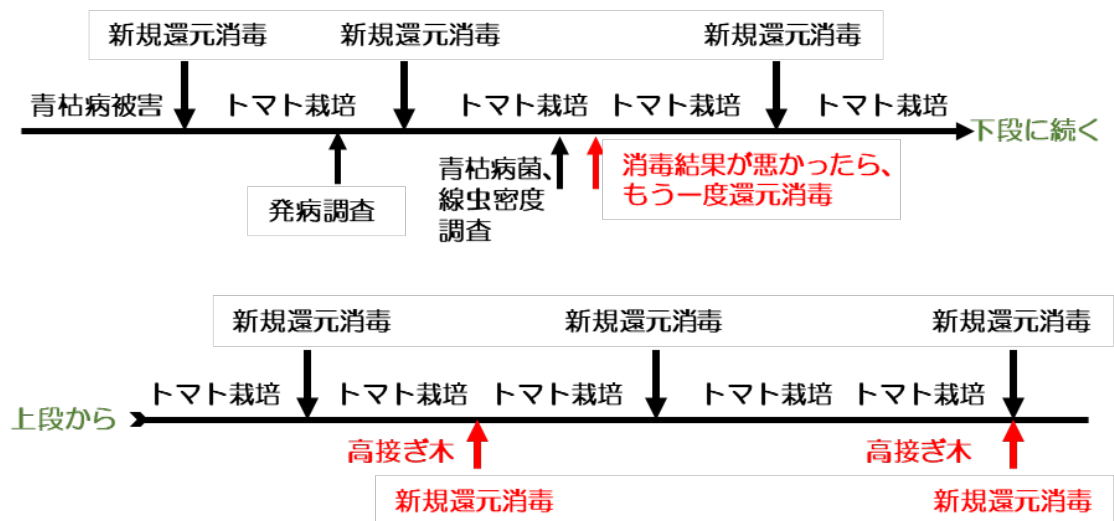 新規還元消毒 新規還元消毒 新規還元消毒
青枯病被害 トマト栽培 トマト栽培 トマト栽培 トマト栽培
下段に続く
発病調査
青枯病菌、
線虫密度
調査
消毒結果が悪かったら、
もう一度還元消毒
新規還元消毒 新規還元消毒 新規還元消毒
トマト栽培 トマト栽培 トマト栽培 トマト栽培 トマト栽培
上段から
高接ぎ木 高接ぎ木
新規還元消毒 新規還元消毒